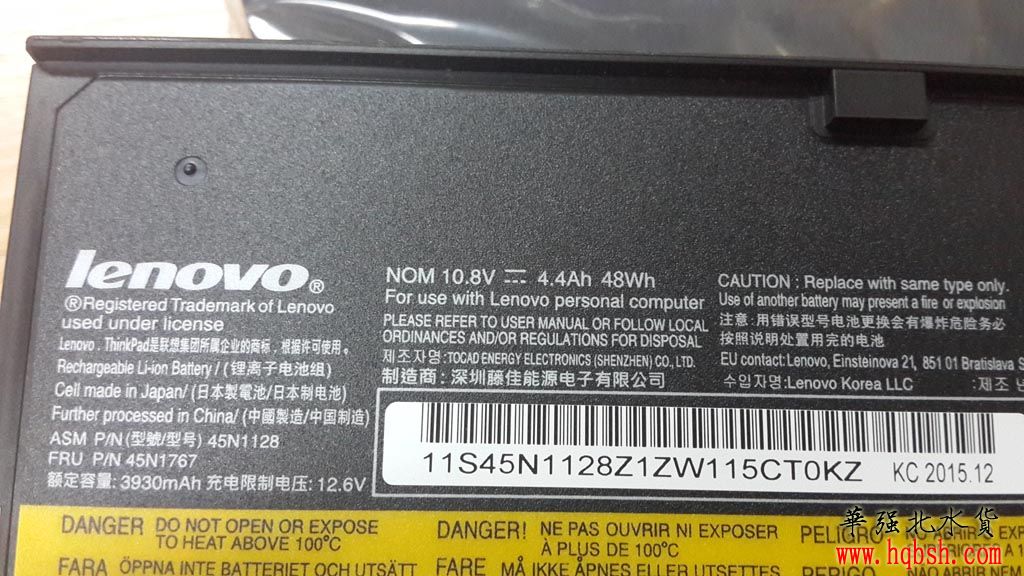 lenovo®
®Registered Trademark of Lenovo
used under license
Lenovo、ThinkPad是联想集团所属企业的商标，根据许可使用。
Rechargeable Li-ion Battery / (锂离子电池组)
Cell made in Japan/ (日本製電池/日本制电池)
Further processed in China/ (中國製造/中国制造)
ASM P/N (型號/型号) 45N1128
FRU P/N 45N1767
额定容量: 3930mAh 充电限制电压: 12.6V
NOM 10.8V ⎓ 4.4Ah 48Wh
For use with Lenovo personal computer
PLEASE REFER TO USER MANUAL OR FOLLOW LOCAL
ORDINANCES AND/OR REGULATIONS FOR DISPOSAL
제조자명: TOCAD ENERGY ELECTRONICS (SHENZHEN) CO., LTD.
制造商: 深圳藤佳能源电子有限公司
CAUTION : Replace with same type only.
Use of another battery may present a fire or explosion
注意: 用错误型号电池更换会有爆炸危险务必
按照说明处置用完的电池
EU contact: Lenovo, Einsteinova 21, 851 01 Bratislava S
수입자명: Lenovo Korea LLC : 제조
11S45N1128Z1ZW115CT0KZ KC 2015.12
DANGER DO NOT OPEN OR EXPOSE
TO HEAT ABOVE 100°C
FARA ÖPPNA INTE BATTERIET OCH UTSÄTT
DANGER! NE PAS OUVRIR NI EXPOSER
À PLUS DE 100°C
FARE MÅ IKKE ÅPNES ELLER UTSETTES
PELIGRO NO ABRIR NI EX
PERIGO NÃO ABRIR NEM
華强北水貨
www.hqbsh.com